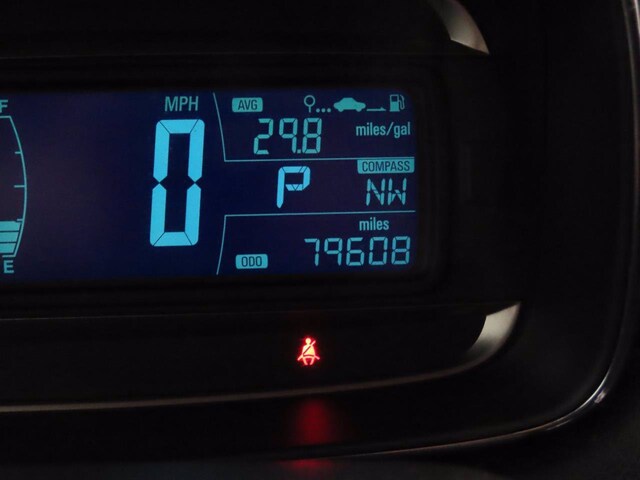 F
MPH
0
E
AVG
29.8 miles/gal
P
COMPASS
NW
miles
ODO 79608